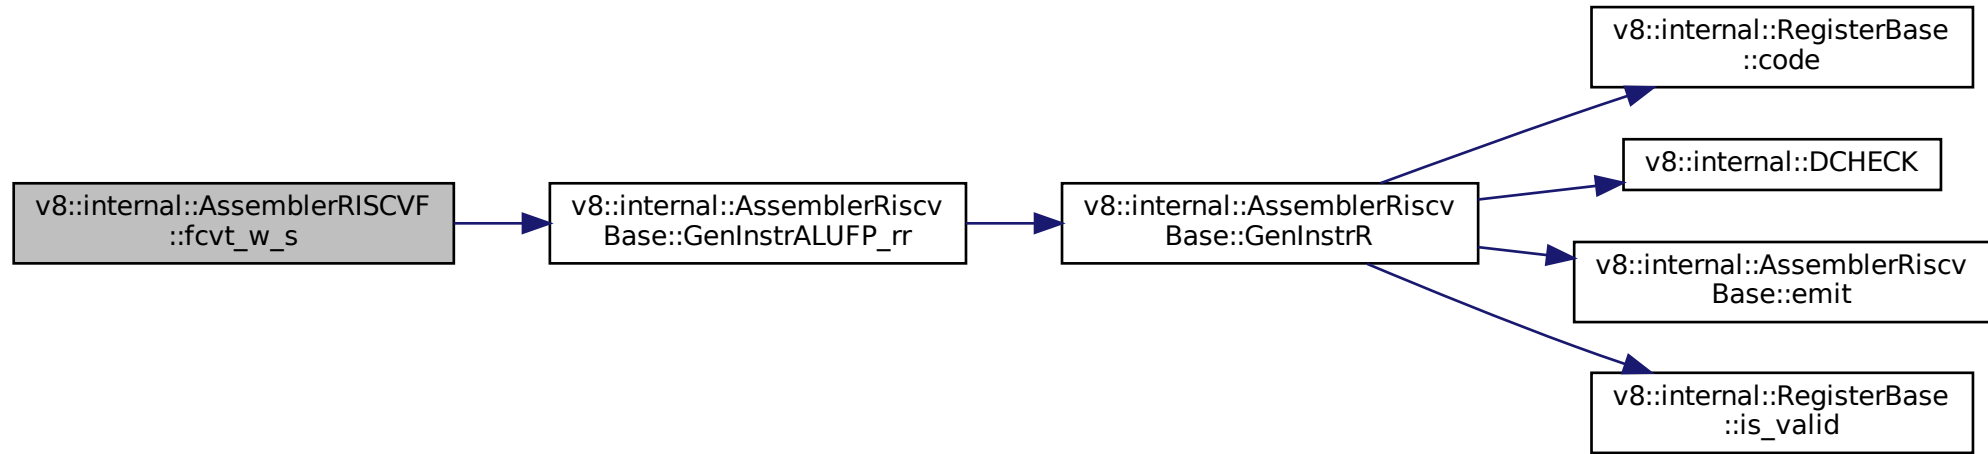 v8::internal::AssemblerRISCVF
::fcvt_w_s
v8::internal::AssemblerRiscv
Base::GenInstrALUFP_rr
v8::internal::AssemblerRiscv
Base::GenInstrR
v8::internal::RegisterBase
::code
v8::internal::DCHECK
v8::internal::AssemblerRiscv
Base::emit
v8::internal::RegisterBase
::is_valid